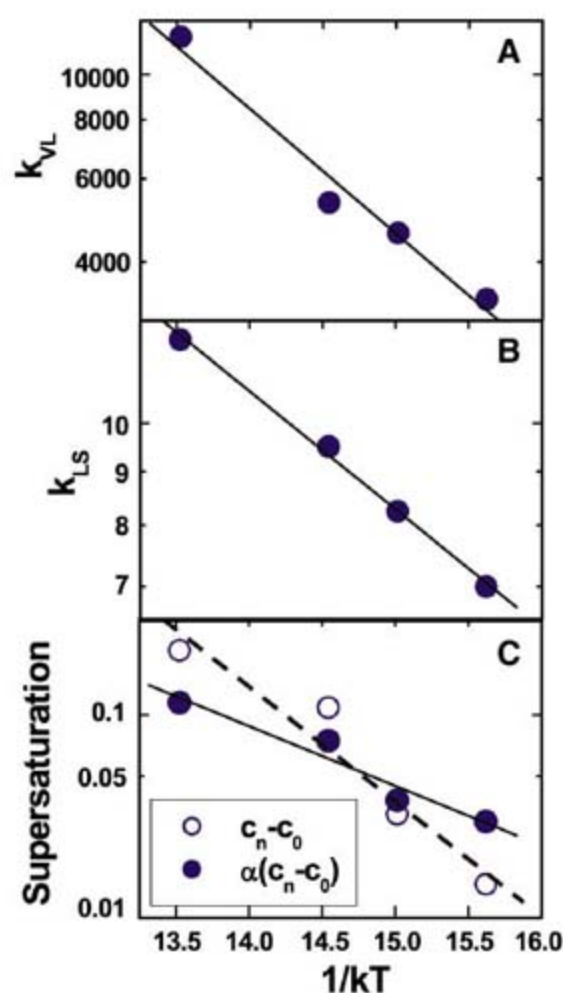 A
10000
8000
6000
4000
k_VL
B
10
9
8
7
k_LS
C
0.1
0.05
0.01
Supersaturation
c_n-c_0
α(c_n-c_0)
13.5 14.0 14.5 15.0 15.5 16.0
1/kT